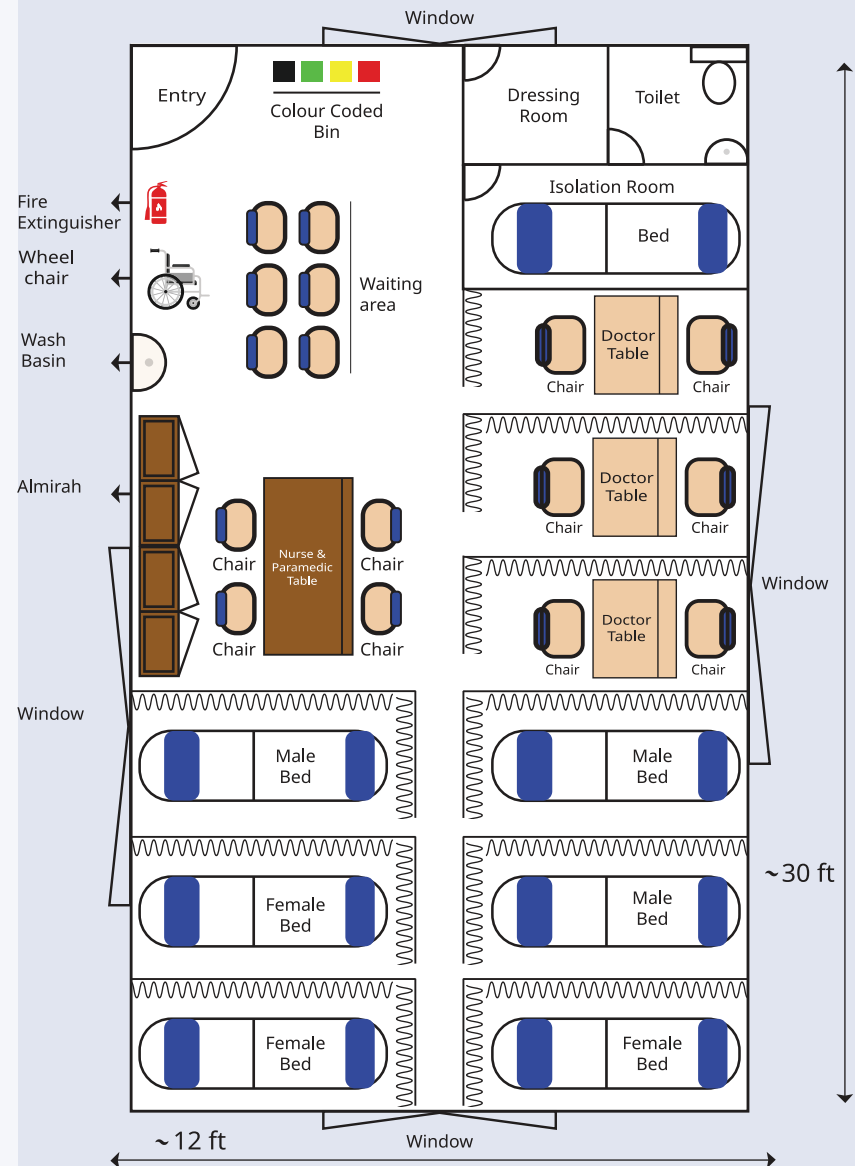 Window
Entry
Colour Coded
Bin
Dressing
Room
Toilet
Fire
Extinguisher
Isolation Room
Bed
Wheel
chair
Waiting
area
Wash
Basin
Doctor
Table
Chair
Chair
Almirah
Doctor
Table
Chair
Chair
Nurse &
Paramedic
Table
Chair
Chair
Chair
Chair
Doctor
Table
Chair
Chair
Window
Window
Male
Bed
Male
Bed
Female
Bed
Male
Bed
~30 ft
Female
Bed
Female
Bed
~12 ft
Window